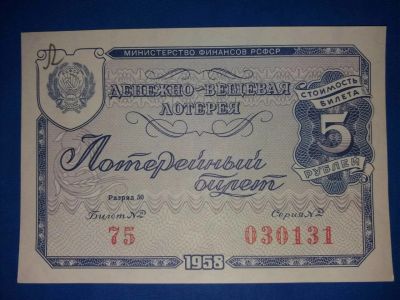 МИНИСТЕРСТВО ФИНАНСОВ РСФСР
ДЕНЕЖНО-ВЕЩЕВАЯ
ЛОТЕРЕЯ
СТОИМОСТЬ
БИЛЕТА
5
РУБЛЕЙ
Лотерейный
билет
Разряд 50
Билет №
Серия №
75
030131
1958